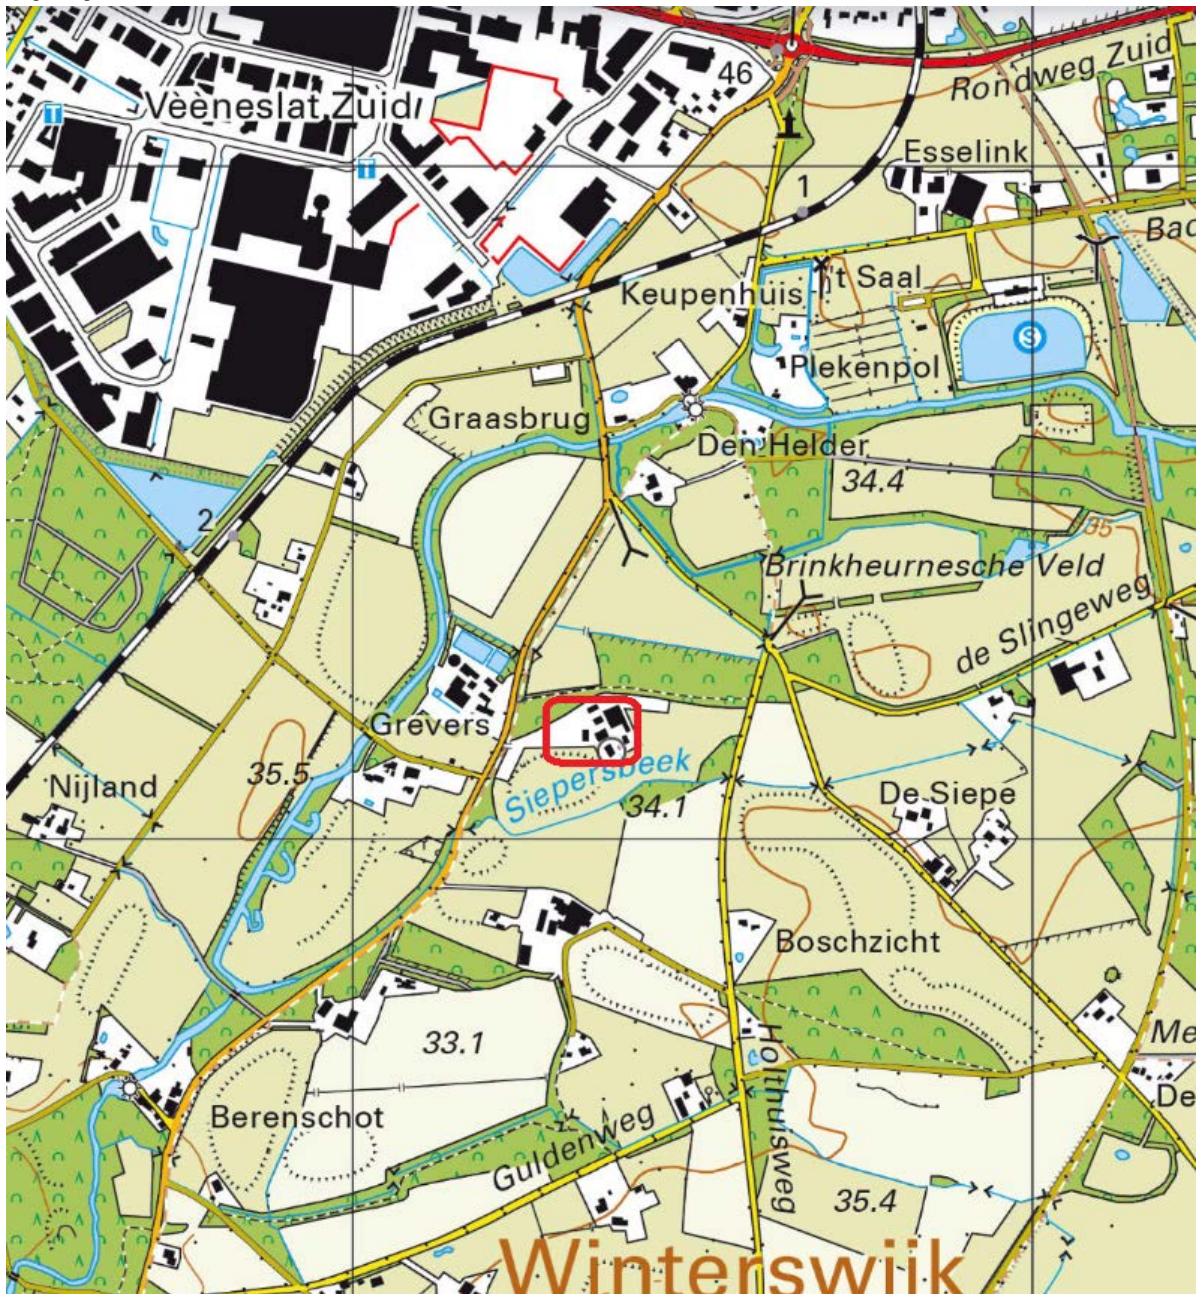 46
Rondweg Zuid
Veeneslat Zuid
Esselink
1
Bad
Keupenhuis
't Saal
S
Plekenpol
Graasbrug
Den Helder
34.4
2
35
Brinkheurnesche Veld
de Slingeweg
Grevers
35.5
Siepersbeek
Nijland
34.1
De Siepe
Boschzicht
33.1
Holthuisweg
Me
De
Berenschot
Guldenweg
35.4
Winterswijk